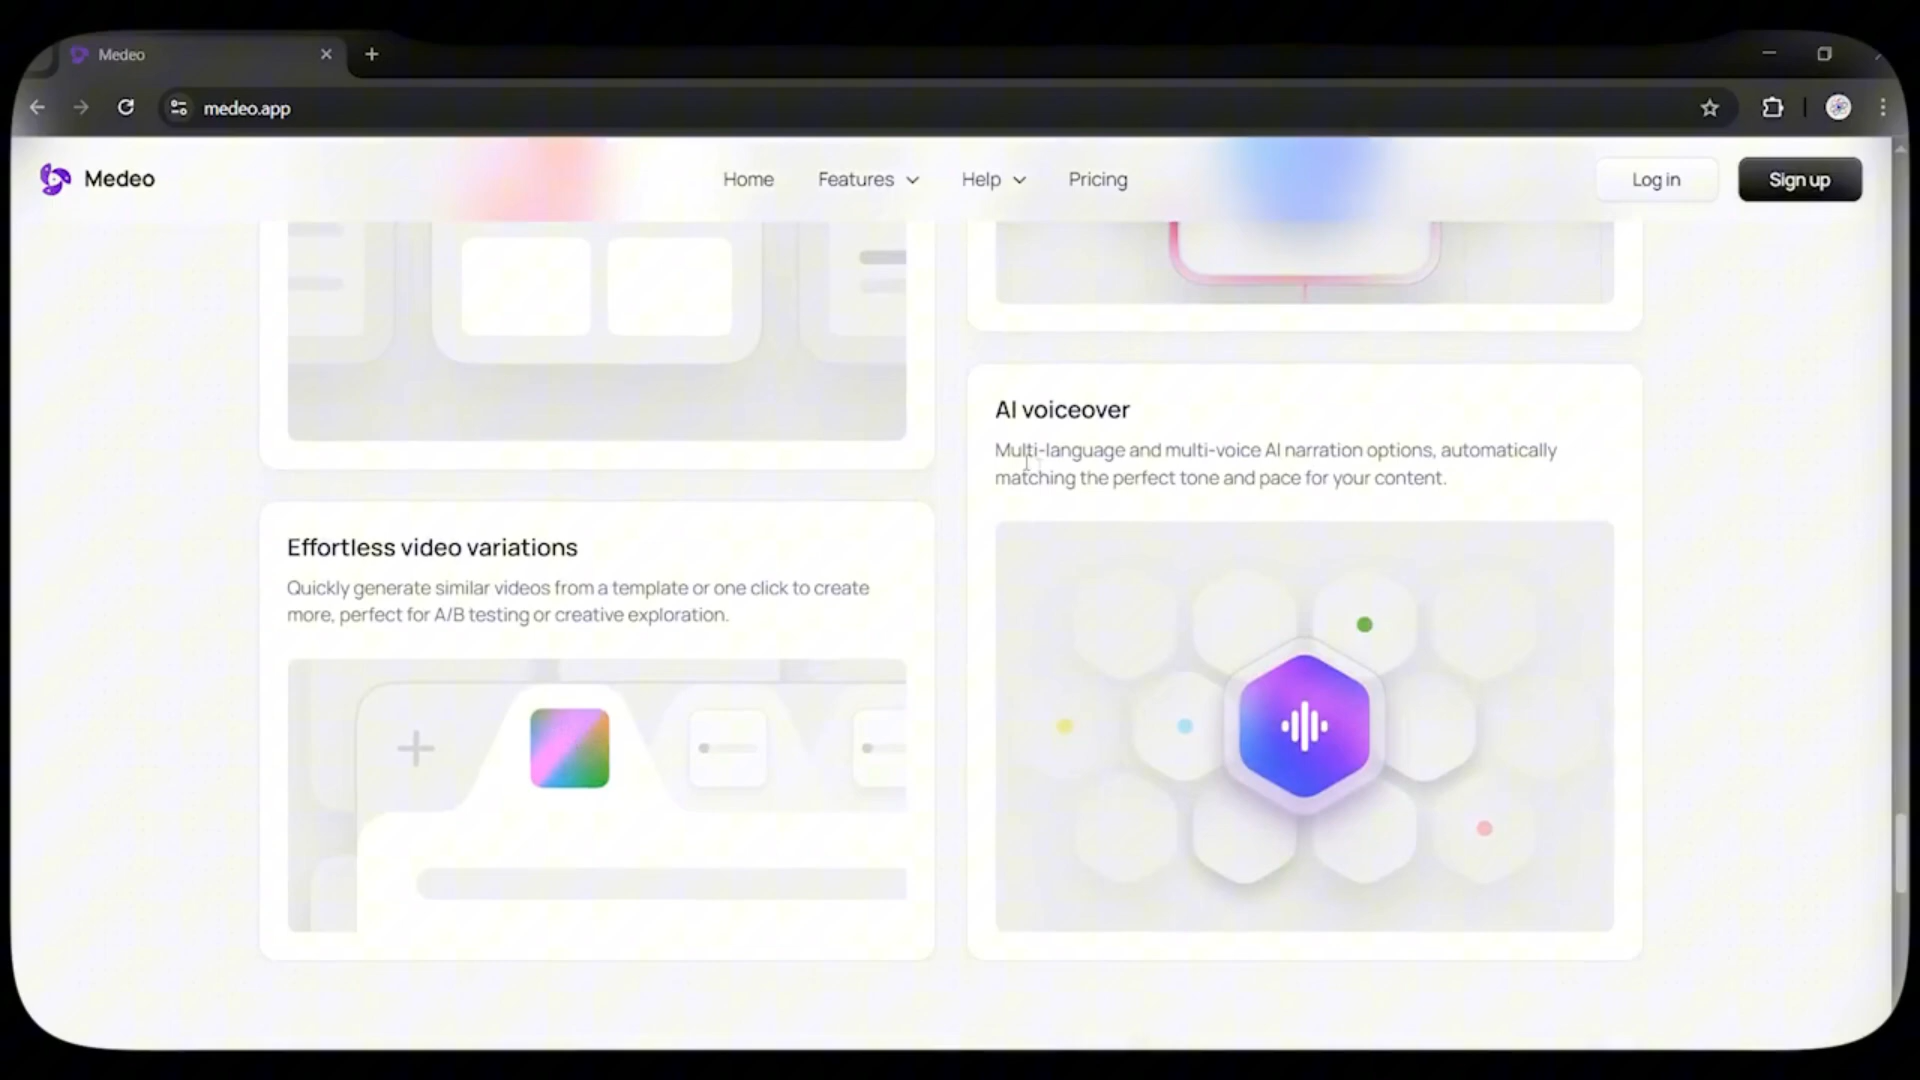 Medeo
medeo.app
Medeo
Home
Features
Help
Pricing
Log in
Sign up
AI voiceover
Multi-language and multi-voice AI narration options, automatically
matching the perfect tone and pace for your content.
Effortless video variations
Quickly generate similar videos from a template or one click to create
more, perfect for A/B testing or creative exploration.